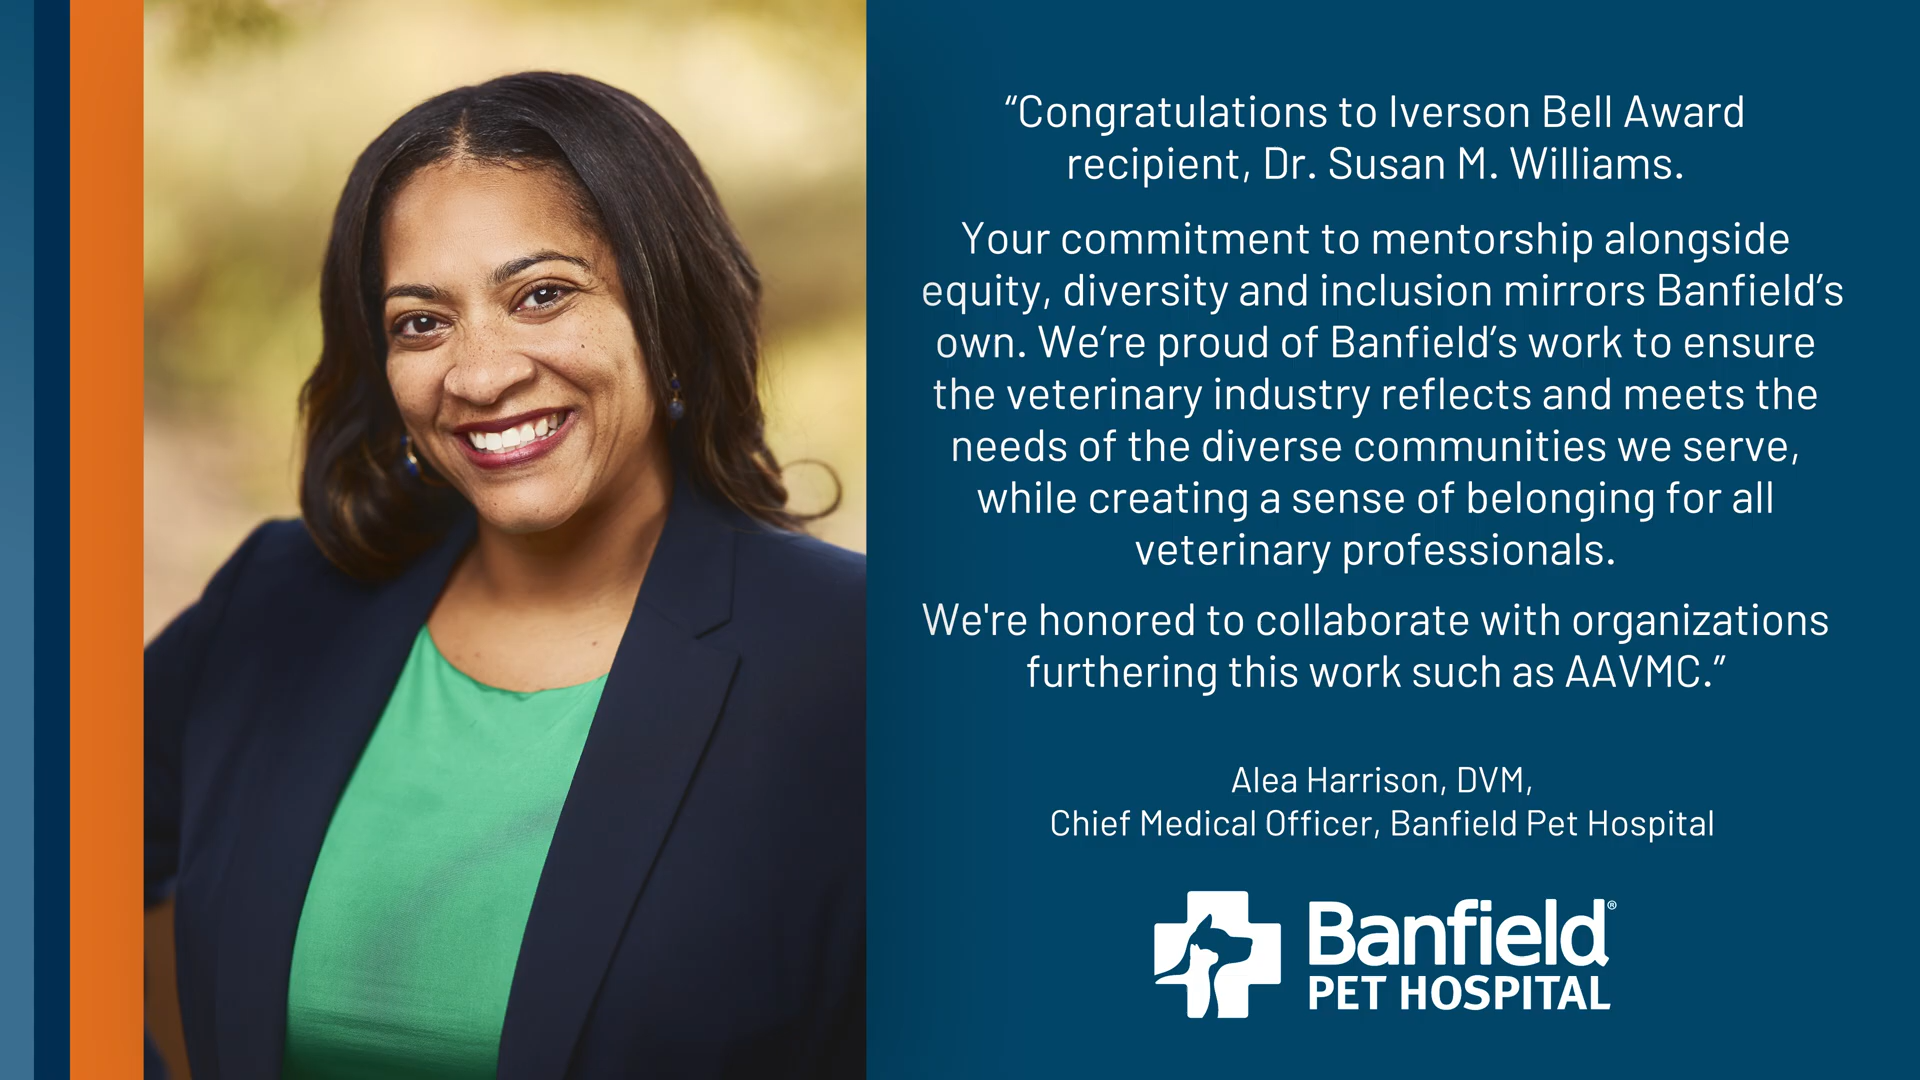 “Congratulations to Iverson Bell Award
recipient, Dr. Susan M. Williams.
Your commitment to mentorship alongside
equity, diversity and inclusion mirrors Banfield’s
own. We’re proud of Banfield’s work to ensure
the veterinary industry reflects and meets the
needs of the diverse communities we serve,
while creating a sense of belonging for all
veterinary professionals.
We're honored to collaborate with organizations
furthering this work such as AAVMC.”
Alea Harrison, DVM,
Chief Medical Officer, Banfield Pet Hospital
Banfield®
PET HOSPITAL